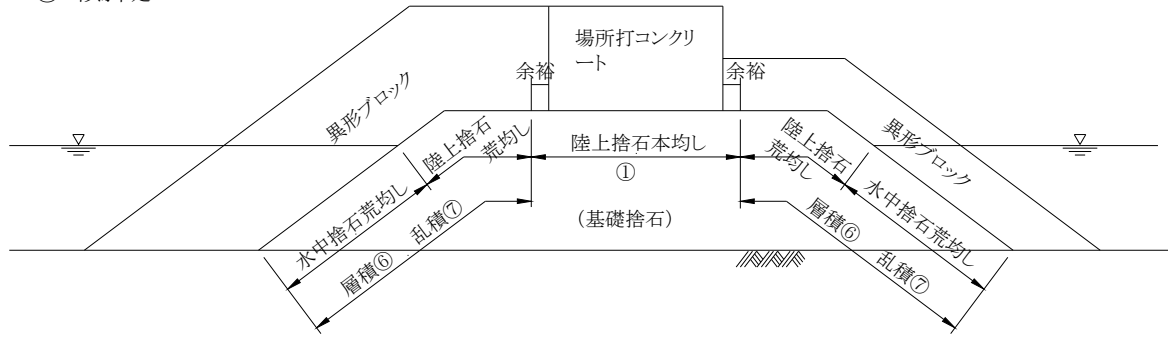 場所打コンクリ
ート
余裕
余裕
異形ブロック
陸上捨石
荒均し
陸上捨石本均し
①
陸上捨石
荒均し
異形ブロック
水中捨石荒均し
乱積⑦
層積⑥
(基礎捨石)
層積⑥
乱積⑦
水中捨石荒均し